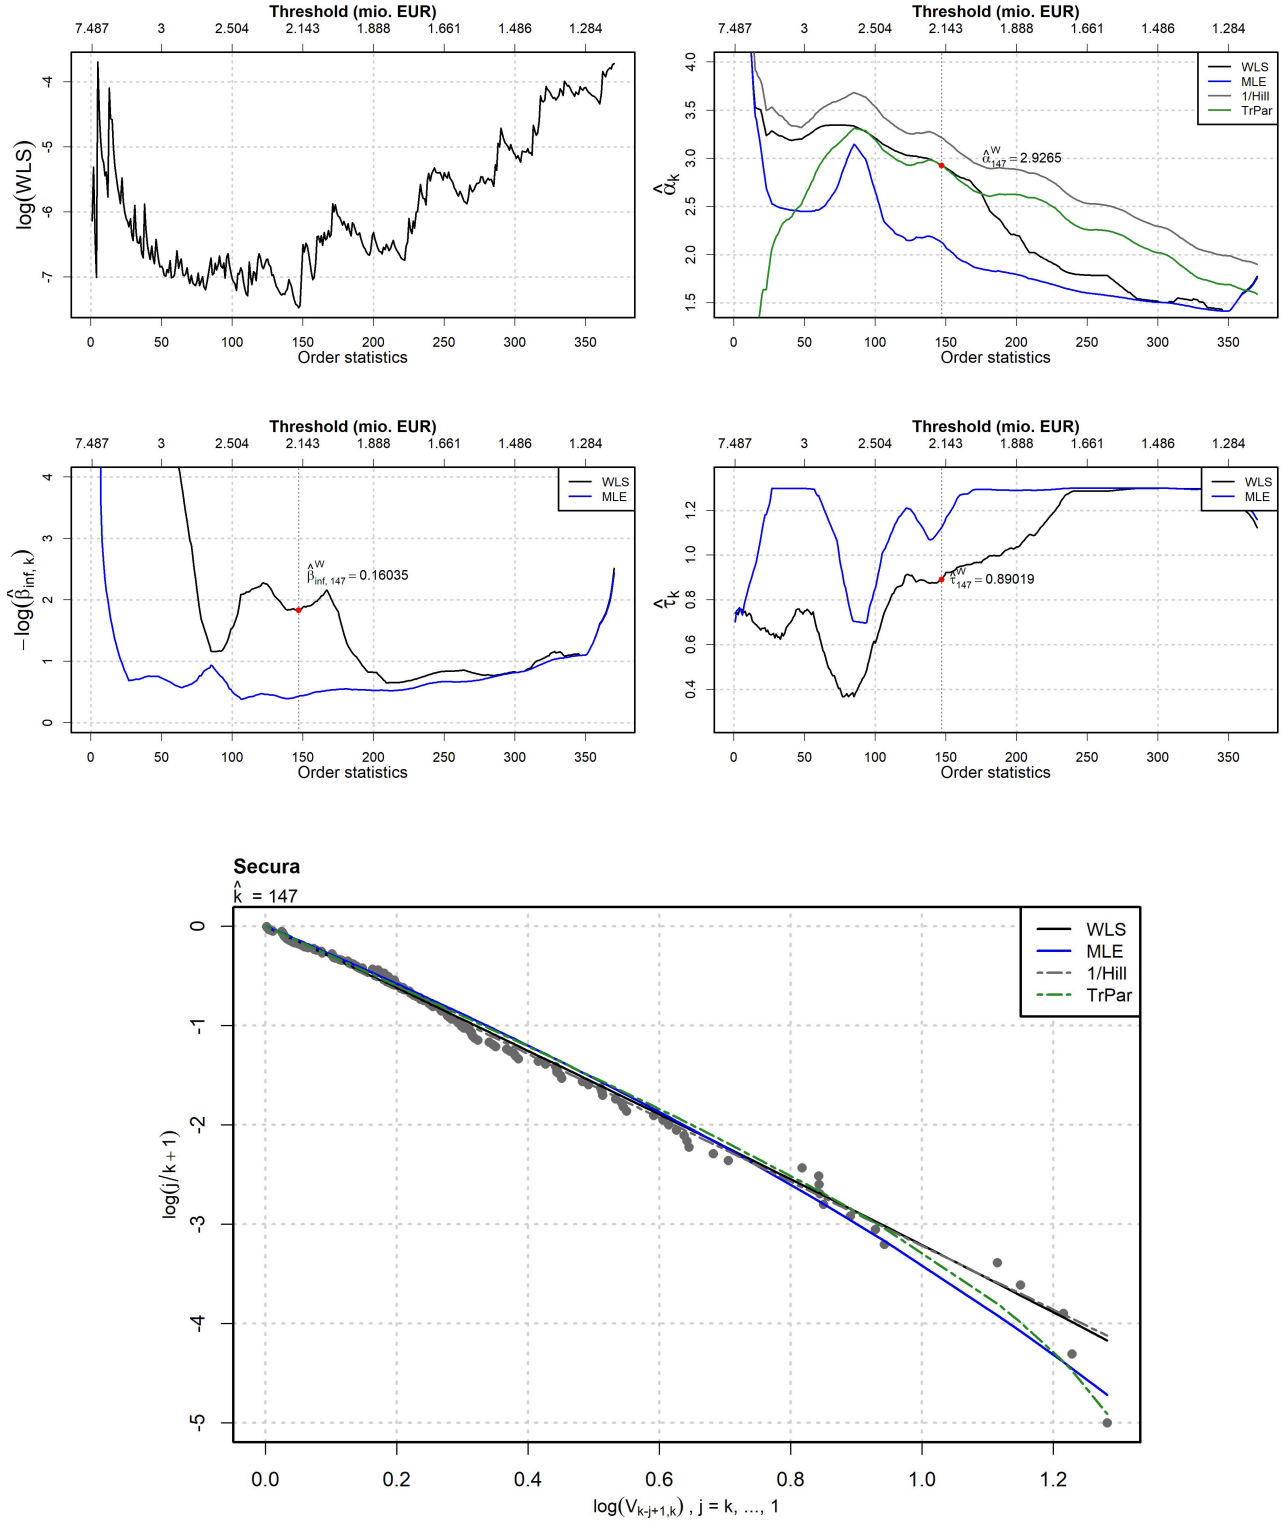 Threshold (mio. EUR)
7.487 3 2.504 2.143 1.888 1.661 1.486 1.284
log(WLS)
-4
-5
-6
-7
0 50 100 150 200 250 300 350
Order statistics
Threshold (mio. EUR)
7.487 3 2.504 2.143 1.888 1.661 1.486 1.284
α̂k
4.0
3.5
3.0
2.5
2.0
1.5
WLS
MLE
1/Hill
TrPar
α̂W147 = 2.9265
0 50 100 150 200 250 300 350
Order statistics
Threshold (mio. EUR)
7.487 3 2.504 2.143 1.888 1.661 1.486 1.284
−log(β̂inf, k)
4
3
2
1
0
WLS
MLE
β̂Winf, 147 = 0.16035
0 50 100 150 200 250 300 350
Order statistics
Threshold (mio. EUR)
7.487 3 2.504 2.143 1.888 1.661 1.486 1.284
τ̂k
1.2
1.0
0.8
0.6
0.4
WLS
MLE
τ̂W147 = 0.89019
0 50 100 150 200 250 300 350
Order statistics
Secura
k̂ = 147
log(j/k+1)
0
-1
-2
-3
-4
-5
WLS
MLE
1/Hill
TrPar
0.0 0.2 0.4 0.6 0.8 1.0 1.2
log(Vk-j+1,k) , j = k, ..., 1